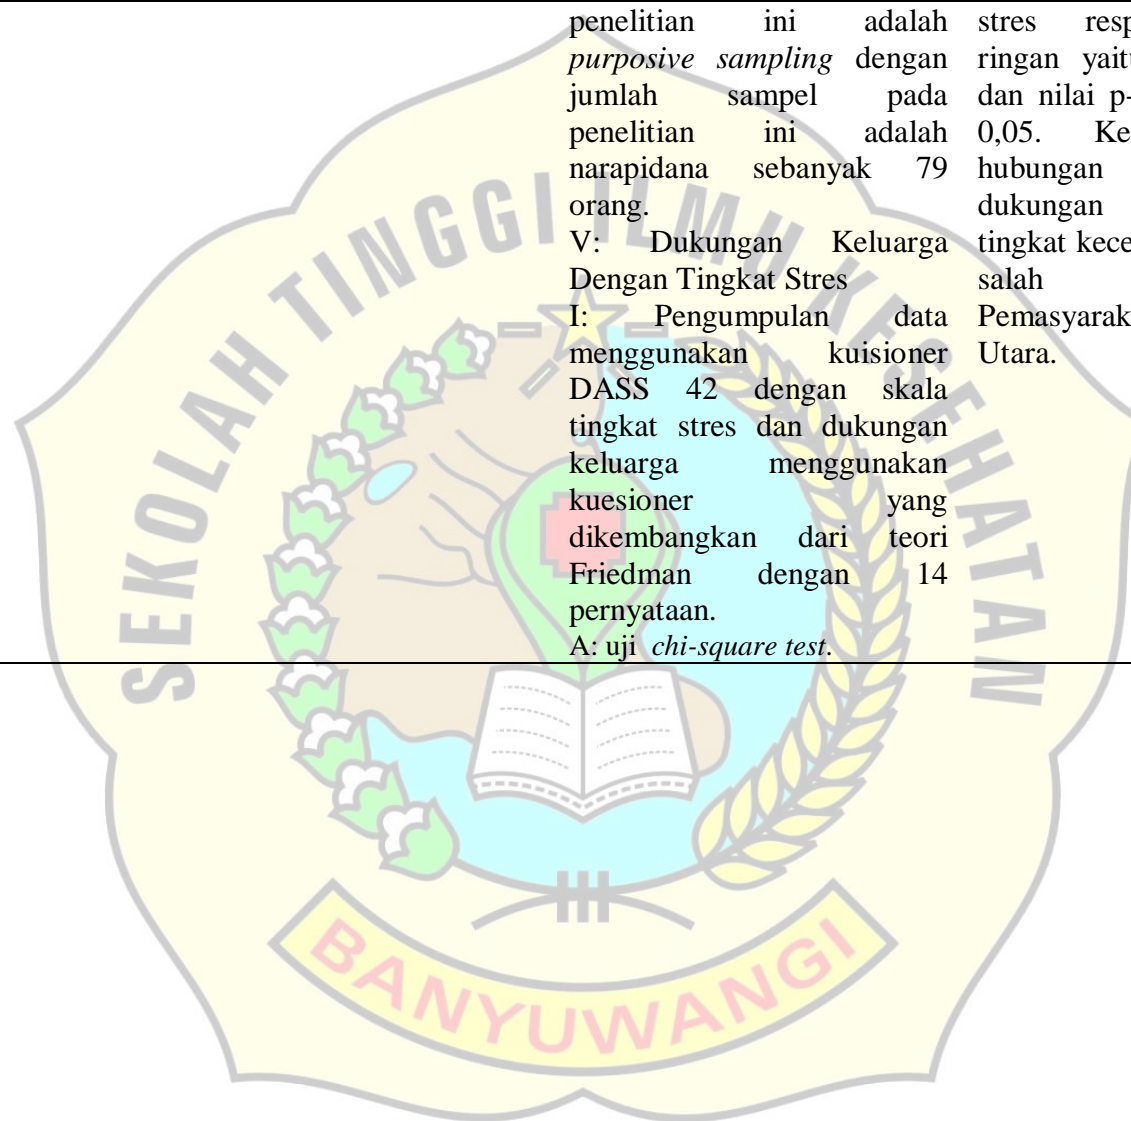 penelitian ini adalah
purposive sampling dengan
jumlah sampel pada
penelitian ini adalah
narapidana sebanyak 79
orang.
V: Dukungan Keluarga
Dengan Tingkat Stres
I: Pengumpulan data
menggunakan kuisioner
DASS 42 dengan skala
tingkat stres dan dukungan
keluarga menggunakan
kuesioner yang
dikembangkan dari teori
Friedman dengan 14
pernyataan.
A: uji chi-square test.
stres
ringan
dan nilai
0,05.
hubungan
dukungan
tingkat
salah
Utara.
SEKOLAH TINGGI ILMU KESEHATAN
BANYUWANGI